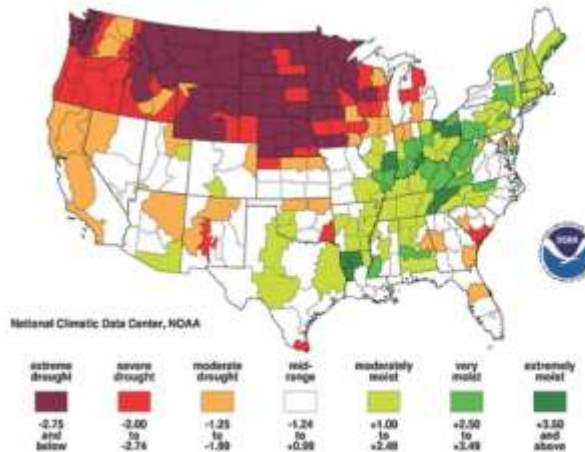 NOAA
National Climatic Data Center, NOAA
extreme drought
severe drought
moderate drought
mid-range
moderately moist
very moist
extremely moist
-2.75 and below
-2.00 to -2.74
-1.25 to -1.99
-1.24 to +0.99
+1.00 to +2.49
+2.50 to +3.49
+3.50 and above